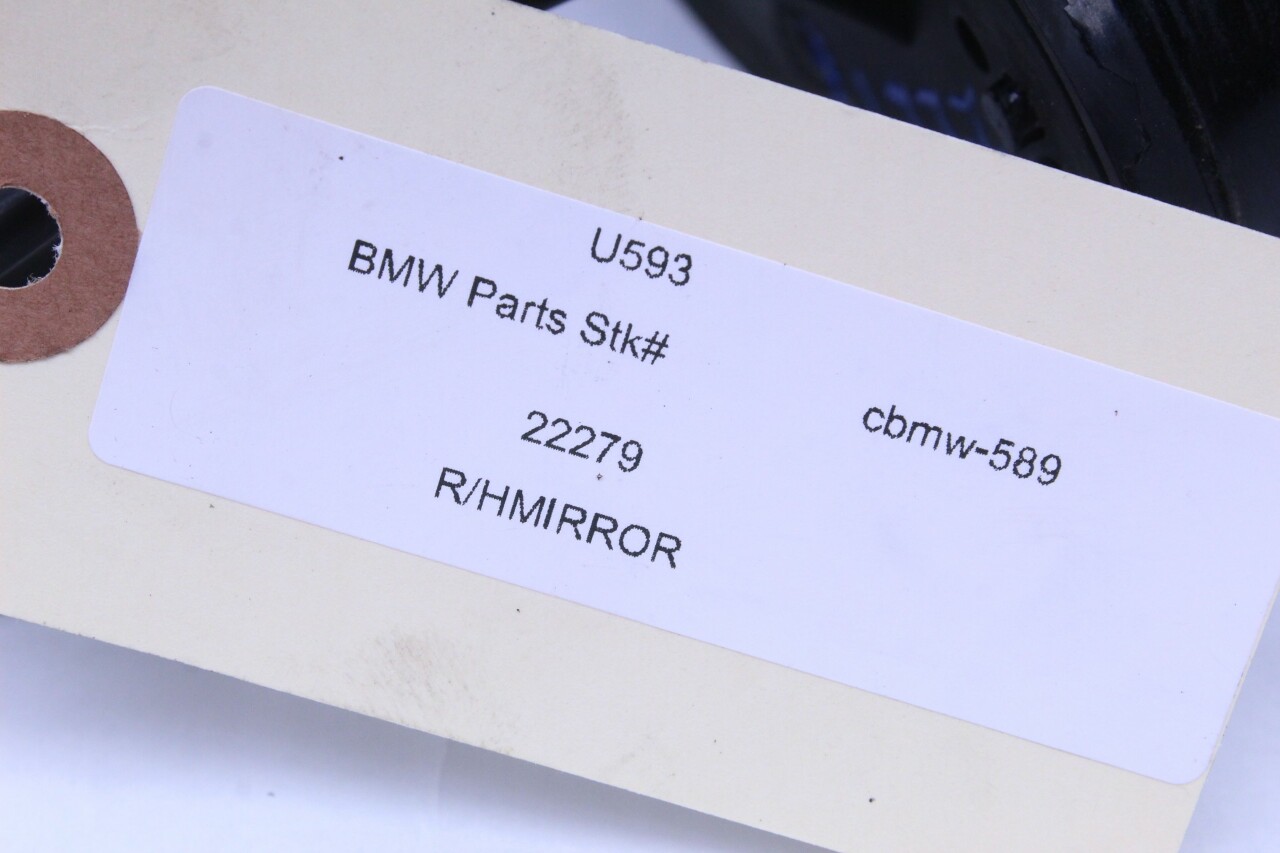 U593
BMW Parts Stk#
cbmw-589
22279
R/HMIRROR